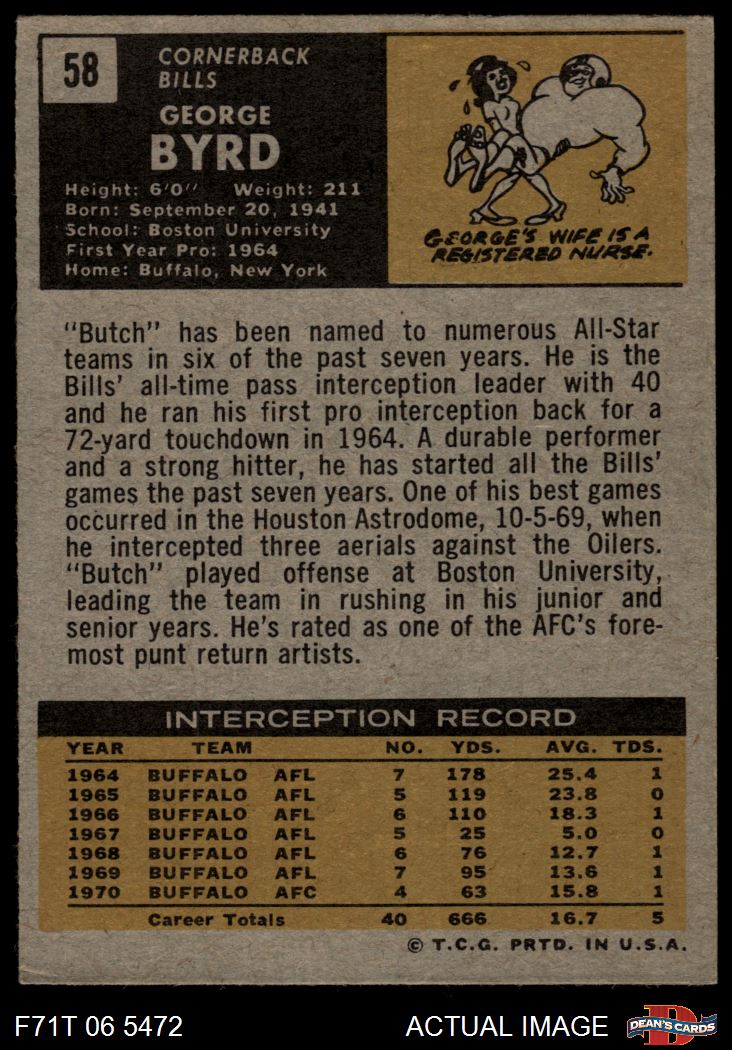 58
CORNERBACK
BILLS
GEORGE
BYRD
Height: 6'0" Weight: 211
Born: September 20, 1941
School: Boston University
First Year Pro: 1964
Home: Buffalo, New York
GEORGE'S WIFE IS A
REGISTERED NURSE.
"Butch" has been named to numerous All-Star
teams in six of the past seven years. He is the
Bills' all-time pass interception leader with 40
and he ran his first pro interception back for a
72-yard touchdown in 1964. A durable performer
and a strong hitter, he has started all the Bills'
games the past seven years. One of his best games
occurred in the Houston Astrodome, 10-5-69, when
he intercepted three aerials against the Oilers.
"Butch" played offense at Boston University,
leading the team in rushing in his junior and
senior years. He's rated as one of the AFC's fore-
most punt return artists.
INTERCEPTION RECORD
YEAR TEAM NO. YDS. AVG. TDS.
1964 BUFFALO AFL 7 178 25.4 1
1965 BUFFALO AFL 5 119 23.8 0
1966 BUFFALO AFL 6 110 18.3 1
1967 BUFFALO AFL 5 25 5.0 0
1968 BUFFALO AFL 6 76 12.7 1
1969 BUFFALO AFL 7 95 13.6 1
1970 BUFFALO AFC 4 63 15.8 1
Career Totals 40 666 16.7 5
© T.C.G. PRTD. IN U.S.A.
F71T 06 5472
ACTUAL IMAGE
D
DEAN'S CARDS